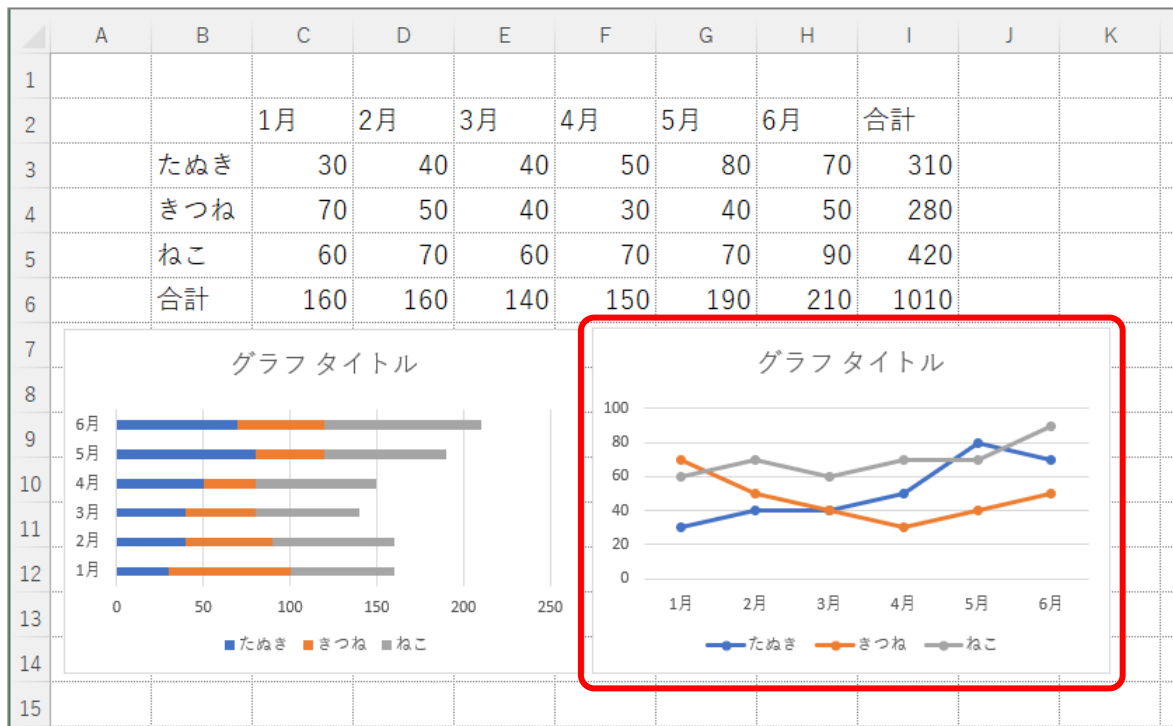 A B C D E F G H I J K
1
2 1月 2月 3月 4月 5月 6月 合計
3 たぬき 30 40 40 50 80 70 310
4 きつね 70 50 40 30 40 50 280
5 ねこ 60 70 60 70 70 90 420
6 合計 160 160 140 150 190 210 1010
7
8
9
10
11
12
13
14
15
グラフ タイトル
6月
5月
4月
3月
2月
1月
0 50 100 150 200 250
たぬき きつね ねこ
グラフ タイトル
100
80
60
40
20
0
1月 2月 3月 4月 5月 6月
たぬき きつね ねこ